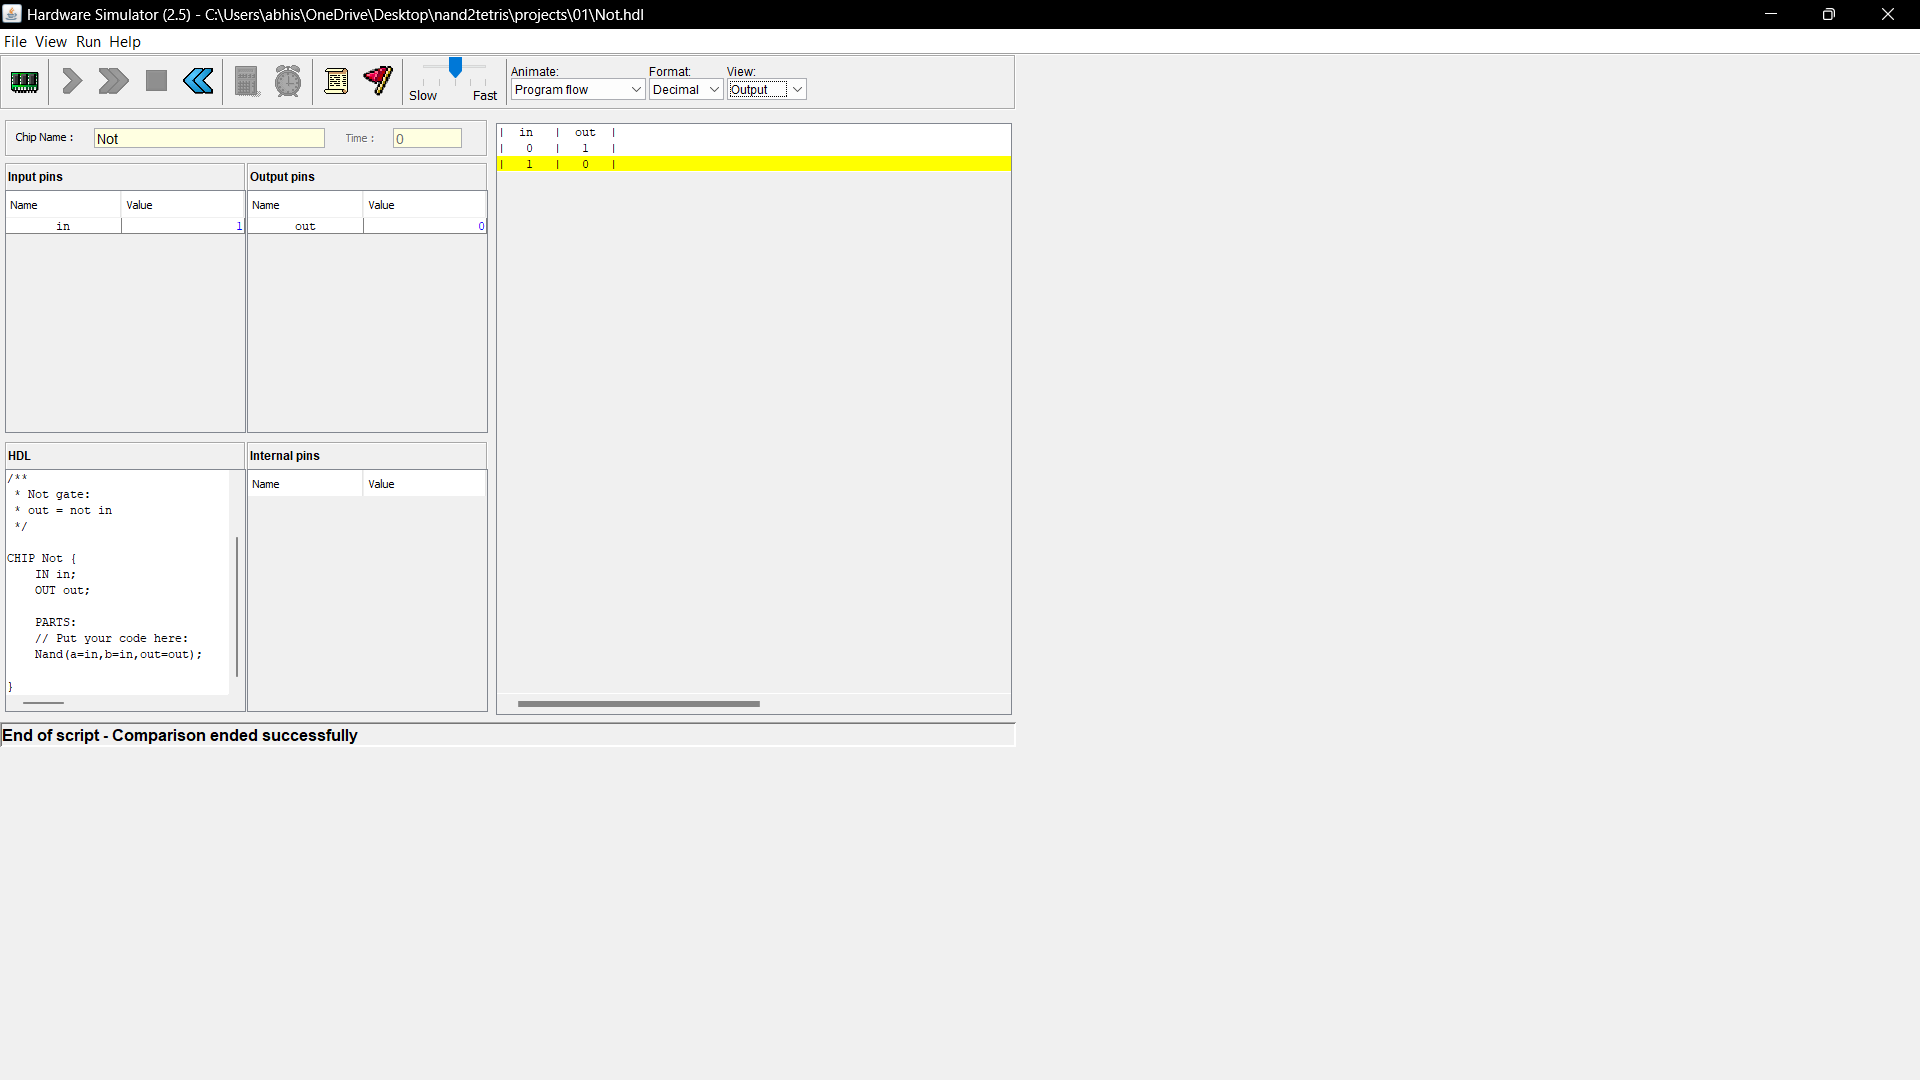 Hardware Simulator (2.5) - C:\Users\abhis\OneDrive\Desktop\nand2tetris\projects\01\Not.hdl
File View Run Help
Slow Fast
Animate: Format: View:
Program flow Decimal Output
Chip Name : Not Time : 0
Input pins
Name Value
in 1
Output pins
Name Value
out 0
| in | out |
| 0 | 1 |
| 1 | 0 |
HDL
/**
* Not gate:
* out = not in
*/
CHIP Not {
IN in;
OUT out;
PARTS:
// Put your code here:
Nand(a=in,b=in,out=out);
}
Internal pins
Name Value
End of script - Comparison ended successfully